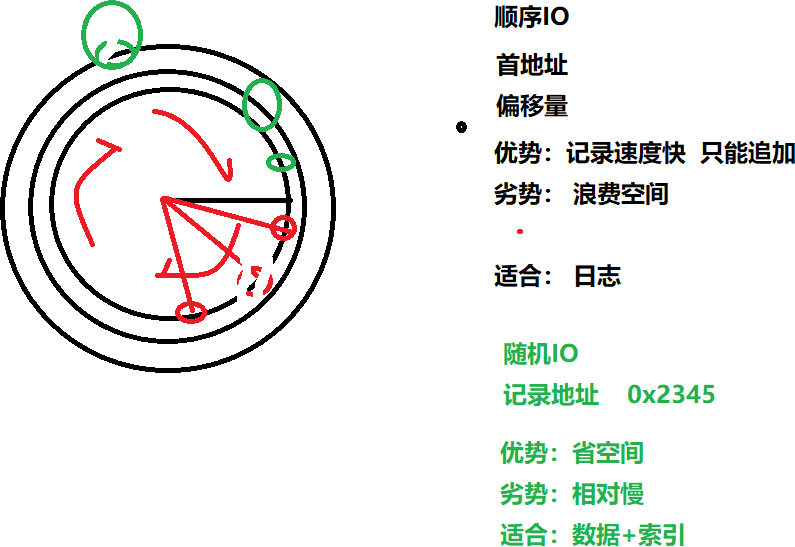 顺序IO
首地址
偏移量
优势：记录速度快 只能追加
劣势： 浪费空间
适合： 日志
随机IO
记录地址 0x2345
优势：省空间
劣势：相对慢
适合：数据+索引